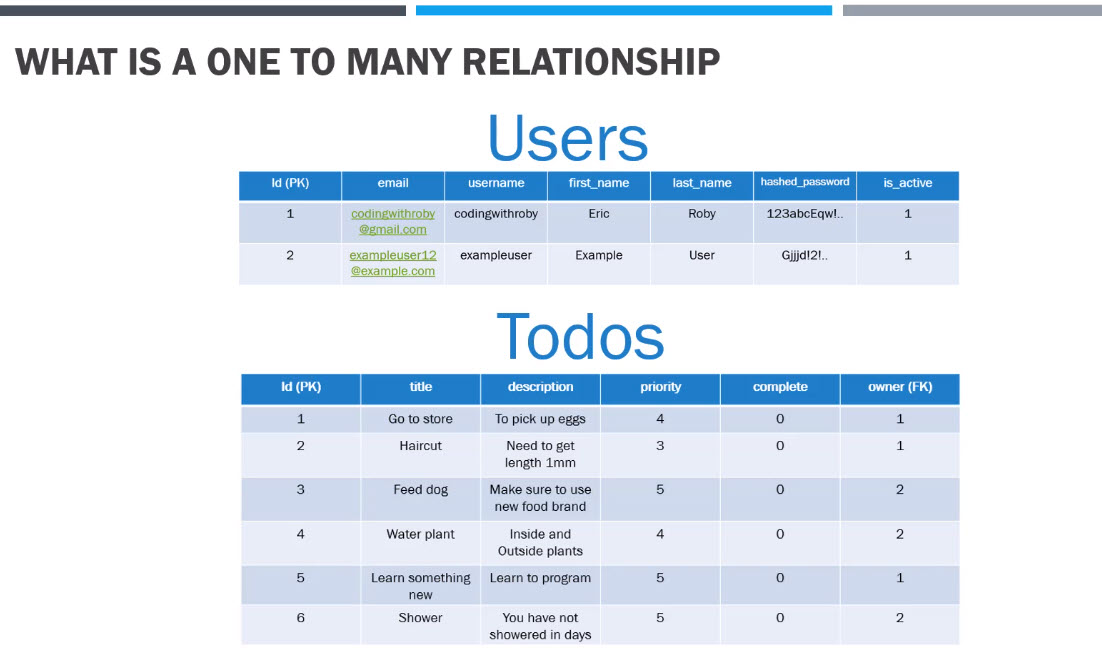 WHAT IS A ONE TO MANY RELATIONSHIP
Users
Id (PK) email username first_name last_name hashed_password is_active
1 codingwithroby codingwithroby Eric Roby 123abcEqw!.. 1
@gmail.com
2 exampleuser12 exampleuser Example User Gjjjd!2!.. 1
@example.com
Todos
Id (PK) title description priority complete owner (FK)
1 Go to store To pick up eggs 4 0 1
2 Haircut Need to get 3 0 1
length 1mm
3 Feed dog Make sure to use 5 0 2
new food brand
4 Water plant Inside and 4 0 2
Outside plants
5 Learn something Learn to program 5 0 1
new
6 Shower You have not 5 0 2
showered in days